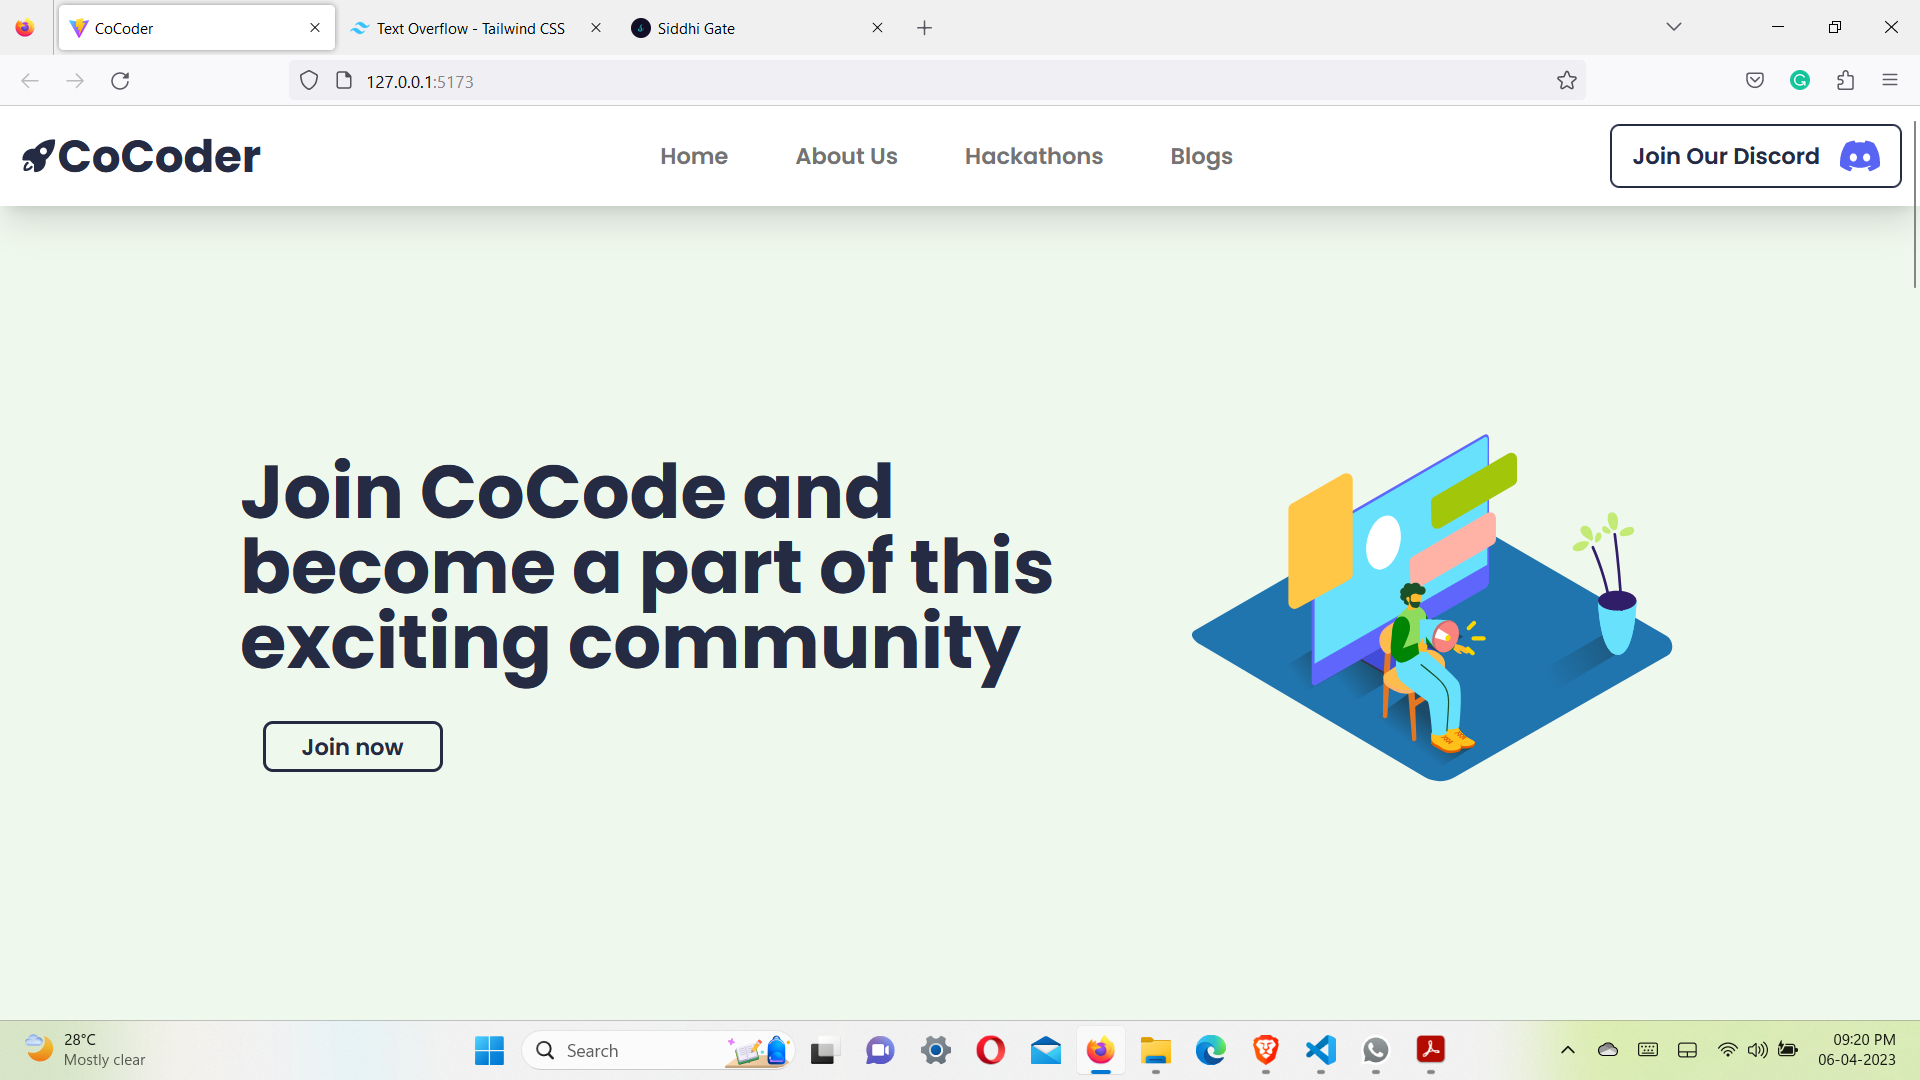 CoCoder
Text Overflow - Tailwind CSS
Siddhi Gate
127.0.0.1:5173
CoCoder
Home
About Us
Hackathons
Blogs
Join Our Discord
Join CoCode and
become a part of this
exciting community
Join now
28°C
Mostly clear
Search
09:20 PM
06-04-2023